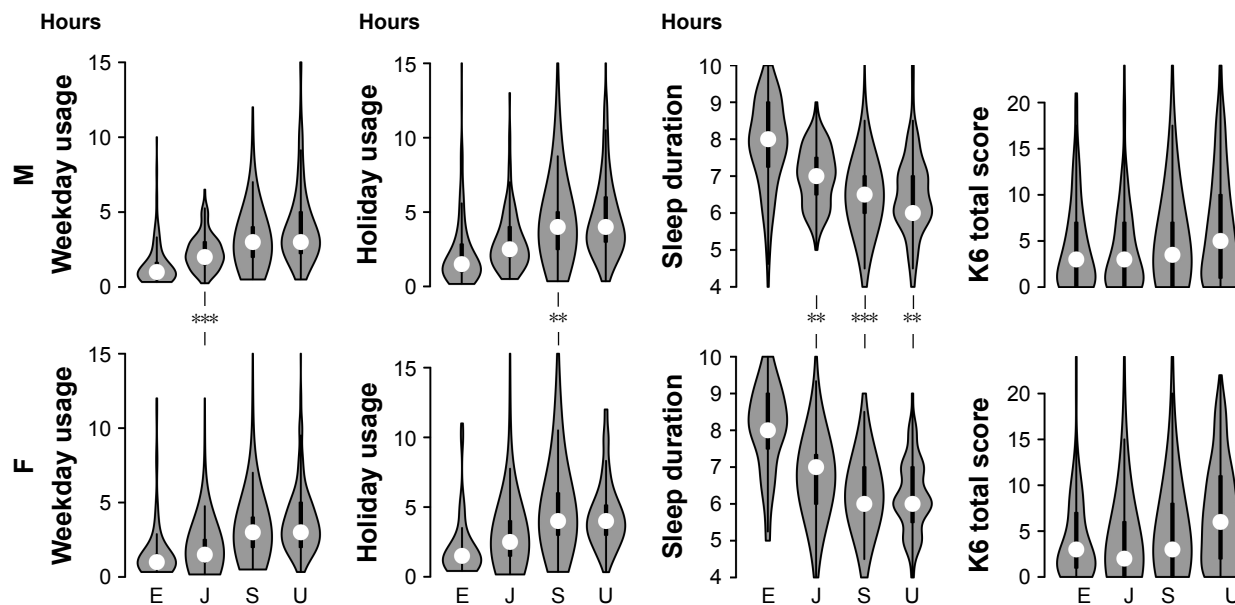 Hours Hours Hours
M
Weekday usage
15
10
5
0
Holiday usage
15
10
5
0
Sleep duration
10
9
8
7
6
5
4
K6 total score
20
15
10
5
0
*** ** ** *** **
F
Weekday usage
15
10
5
0
E J S U
Holiday usage
15
10
5
0
E J S U
Sleep duration
10
9
8
7
6
5
4
E J S U
K6 total score
20
15
10
5
0
E J S U